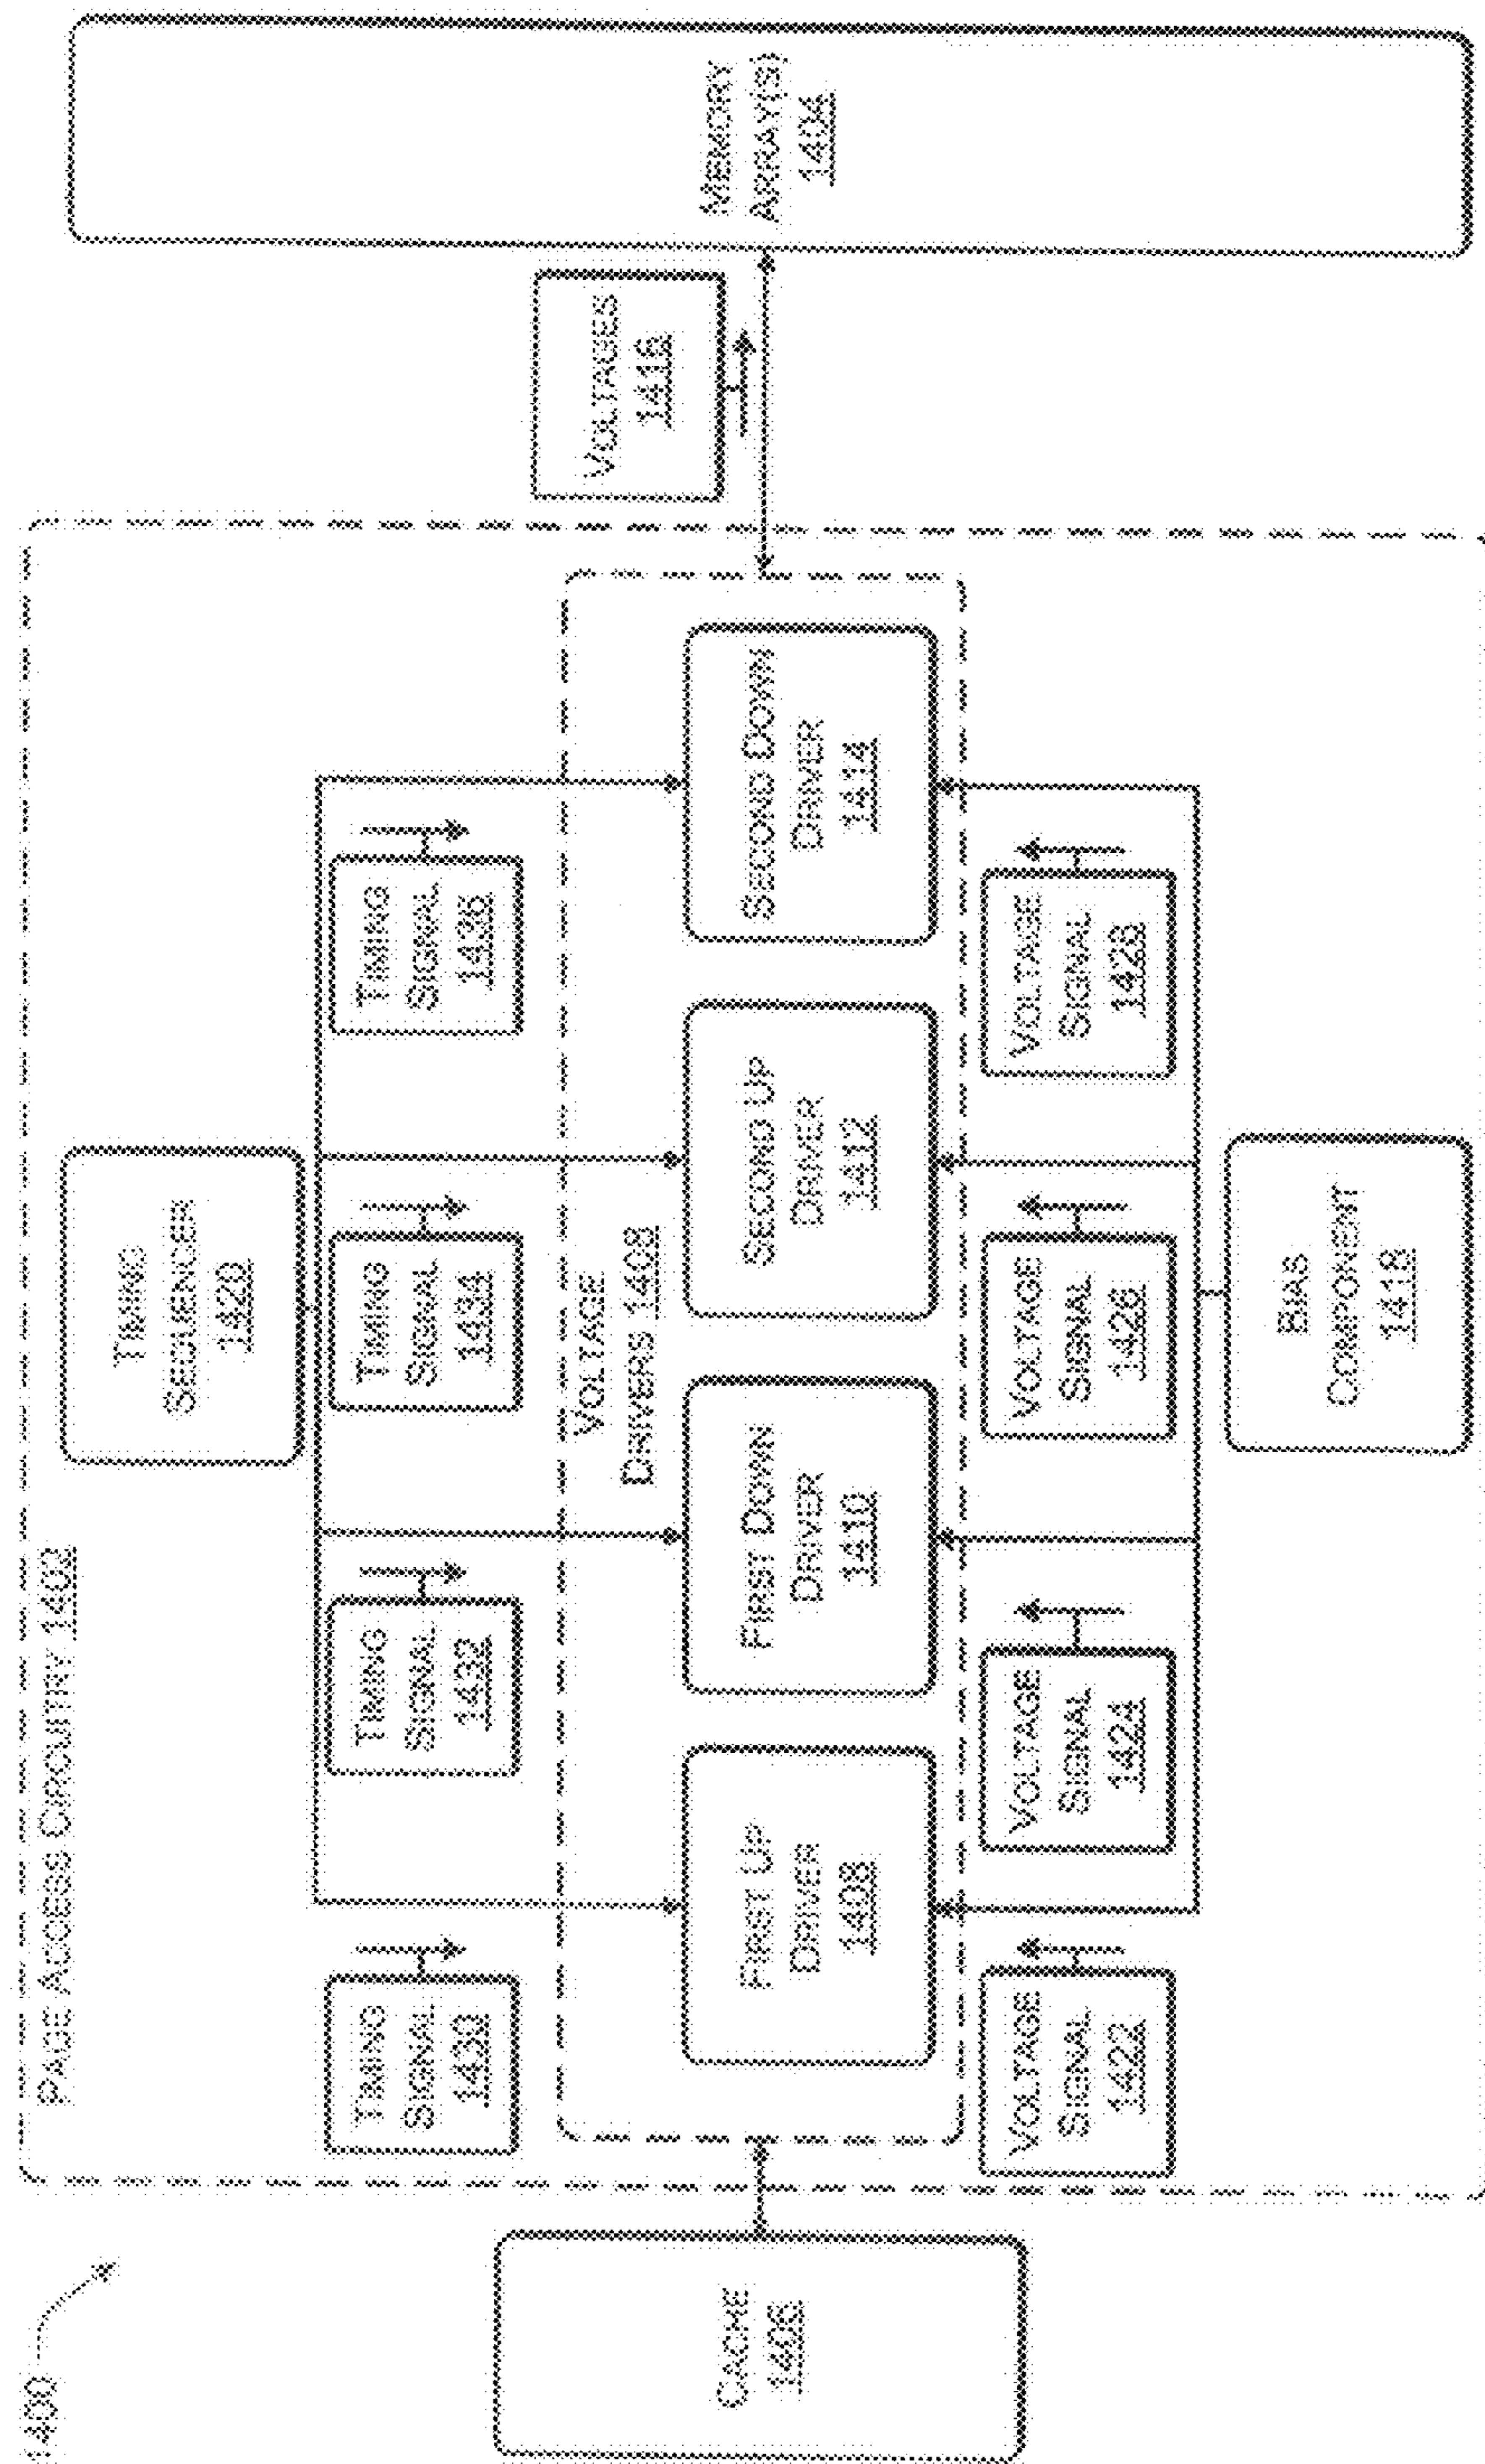 1400
PAGE ACCESS CIRCUITRY 1402
TIMING
SEQUENCER
1420
TIMING
SIGNAL
1430
TIMING
SIGNAL
1432
TIMING
SIGNAL
1434
TIMING
SIGNAL
1436
VOLTAGE
DRIVERS 1408
CACHE
1406
FIRST UP
DRIVER
1408
FIRST DOWN
DRIVER
1410
SECOND UP
DRIVER
1412
SECOND DOWN
DRIVER
1414
VOLTAGES
1416
MEMORY
ARRAY(S)
1404
VOLTAGE
SIGNAL
1422
VOLTAGE
SIGNAL
1424
VOLTAGE
SIGNAL
1426
VOLTAGE
SIGNAL
1428
BIAS
COMPONENT
1418